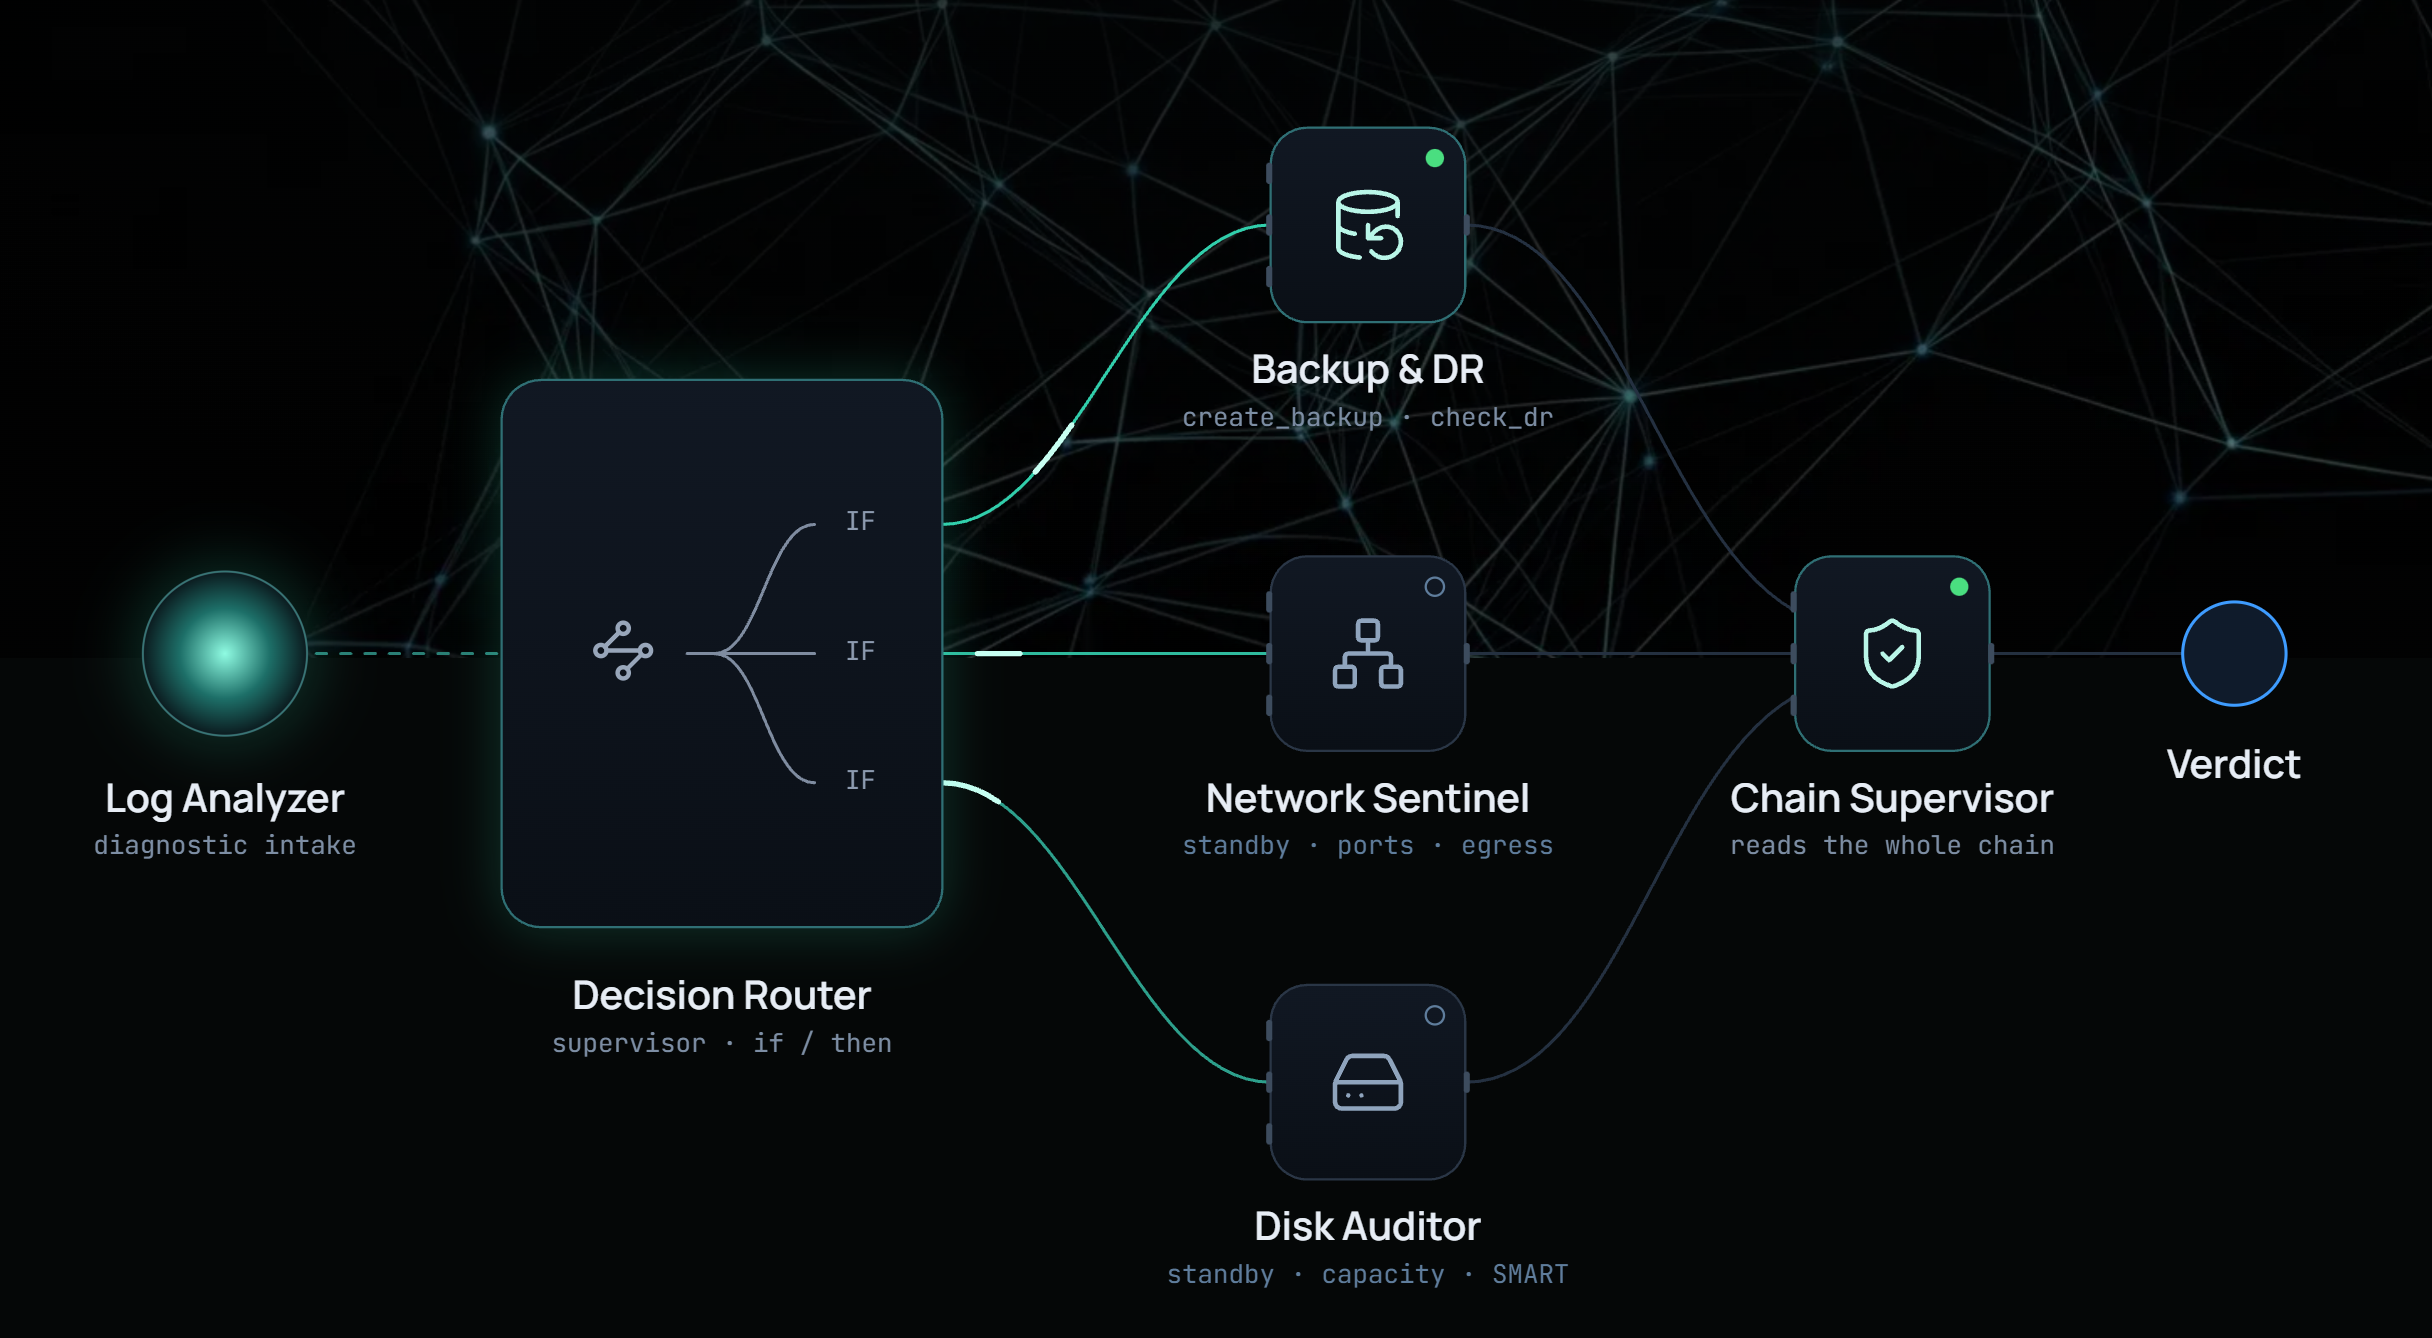 Backup & DR
create_backup · check_dr
IF
IF
IF
Log Analyzer
diagnostic intake
Decision Router
supervisor · if / then
Network Sentinel
standby · ports · egress
Chain Supervisor
reads the whole chain
Verdict
Disk Auditor
standby · capacity · SMART